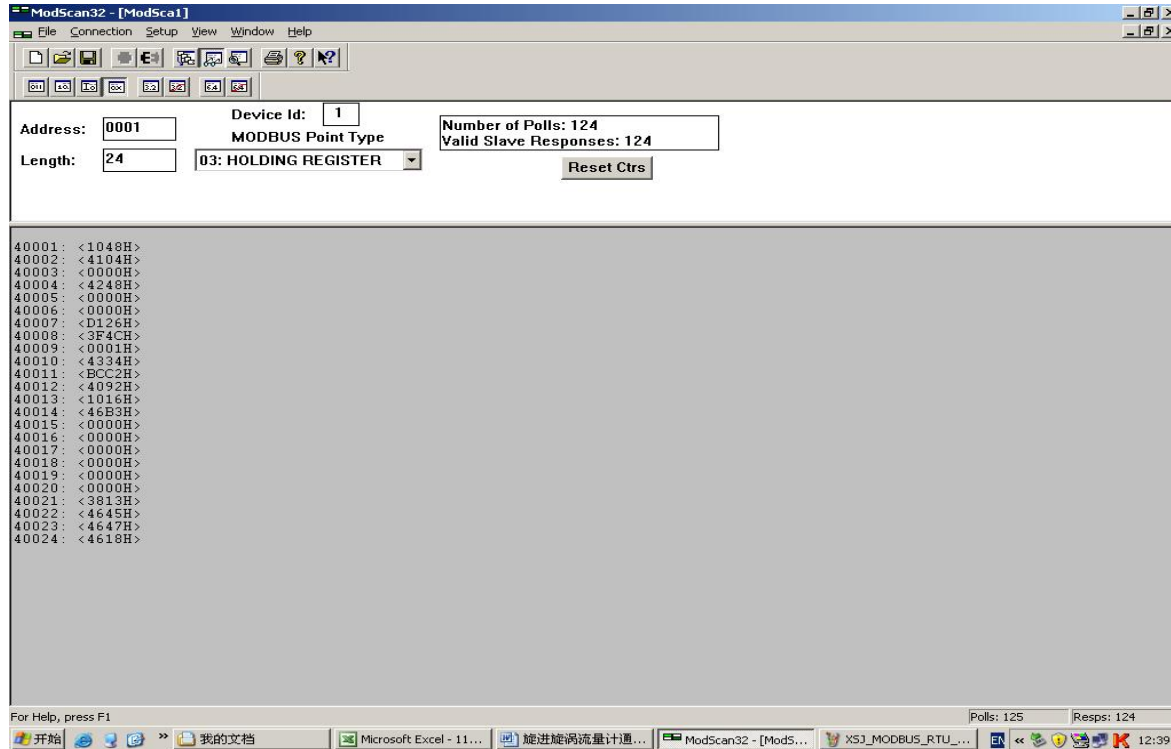 ModScan32 - [ModSca1]
File Connection Setup View Window Help
Address: 0001
Device Id: 1
MODBUS Point Type
Length: 24
03: HOLDING REGISTER
Number of Polls: 124
Valid Slave Responses: 124
Reset Ctrs
40001: <1048H>
40002: <4104H>
40003: <0000H>
40004: <4248H>
40005: <0000H>
40006: <0000H>
40007: <D126H>
40008: <3F4CH>
40009: <0001H>
40010: <4334H>
40011: <BCC2H>
40012: <4092H>
40013: <1016H>
40014: <46B3H>
40015: <0000H>
40016: <0000H>
40017: <0000H>
40018: <0000H>
40019: <0000H>
40020: <0000H>
40021: <3813H>
40022: <4645H>
40023: <4647H>
40024: <4618H>
For Help, press F1
Polls: 125
Resps: 124
开始 » 我的文档 Microsoft Excel - 11... 旋进旋涡流量计通... ModScan32 - [ModS... XSJ_MODBUS_RTU_... EN « 12:39